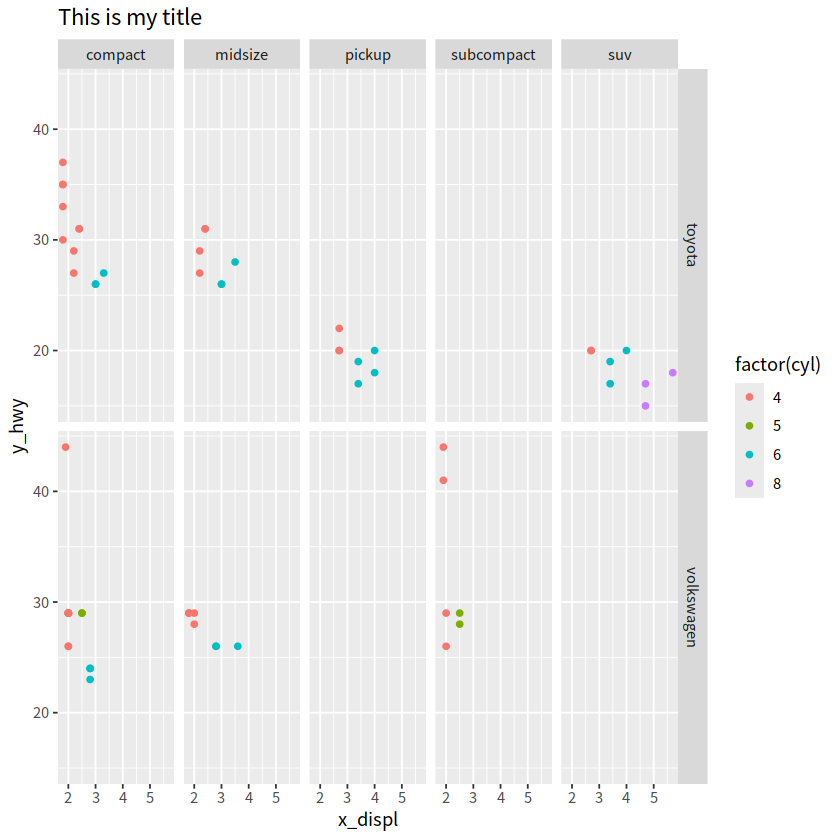 This is my title
compact midsize pickup subcompact suv
40
30
20
toyota
y_hwy
40
30
20
volkswagen
factor(cyl)
4
5
6
8
2 3 4 5 2 3 4 5 2 3 4 5 2 3 4 5 2 3 4 5
x_displ